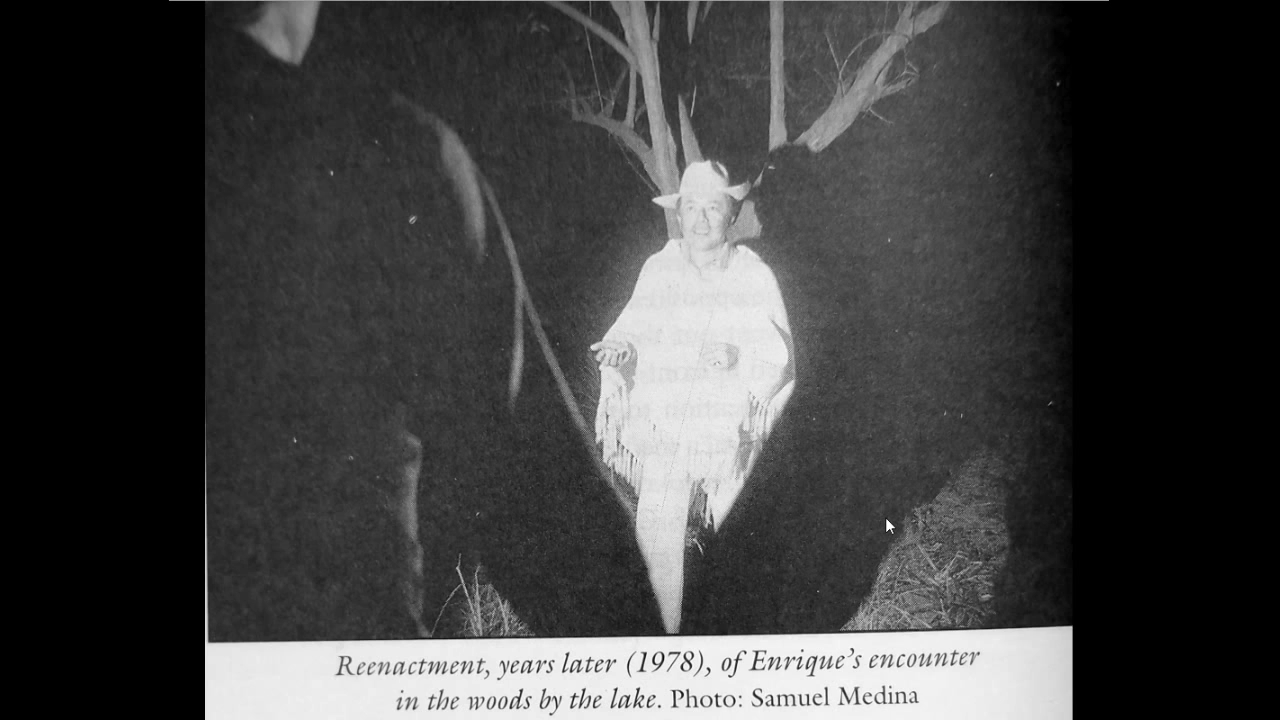 Reenactment, years later (1978), of Enrique's encounter
in the woods by the lake. Photo: Samuel Medina